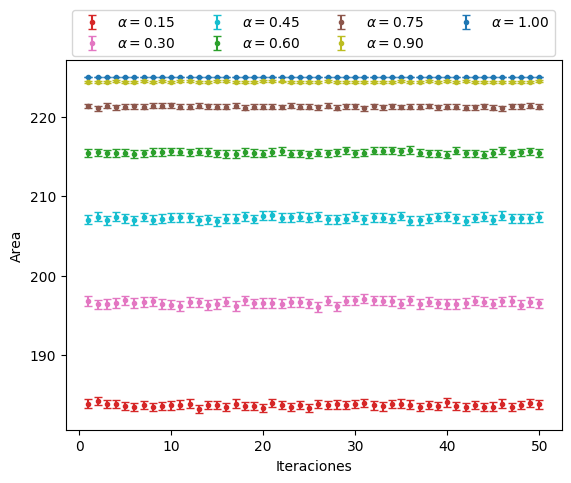 α = 0.15 α = 0.45 α = 0.75 α = 1.00
α = 0.30 α = 0.60 α = 0.90
220
210
200
190
Area
0 10 20 30 40 50
Iteraciones